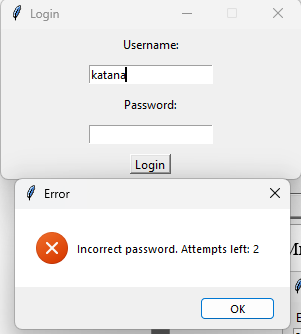 Login
Username:
katana
Password:
Login
Error
Incorrect password. Attempts left: 2
OK